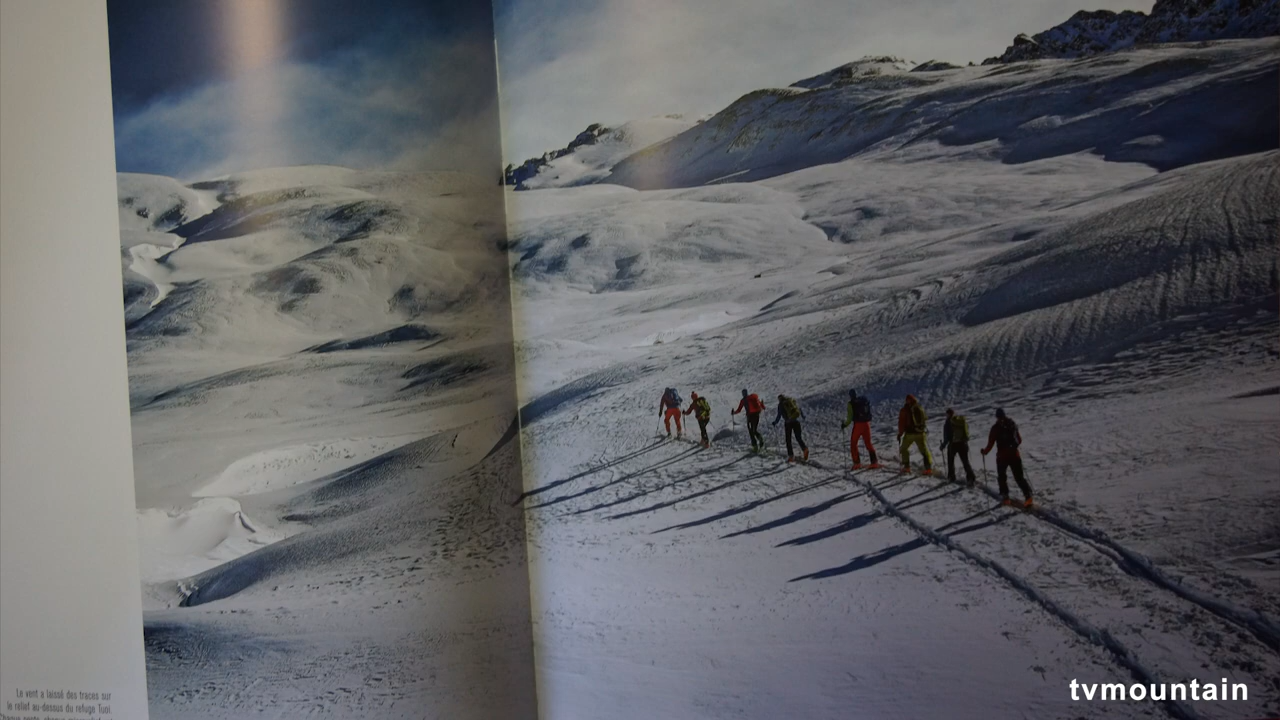 Le vent a laissé des traces sur
le relief au-dessus du refuge Tuoi.
tvmountain